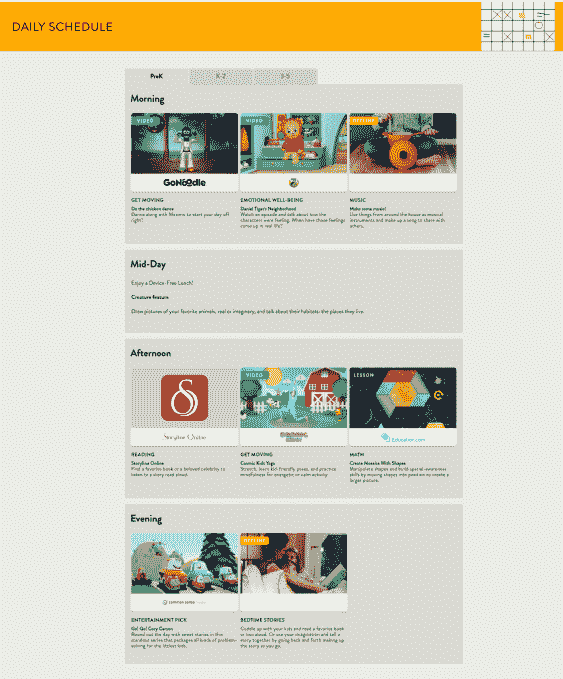 DAILY SCHEDULE
PreK
K-2
3-5
Morning
VIDEO
VIDEO
OFFLINE
GoNoodle
GET MOVING
Do the chicken dance
Dance along with Maximo to start your day off
right!
EMOTIONAL WELL-BEING
Daniel Tiger's Neighborhood
Watch an episode and talk about how the
characters were feeling. When have those feelings
come up in real life?
MUSIC
Make some music!
Use things from around the house as musical
instruments and make up a song to share with
others.
Mid-Day
Enjoy a Device-Free Lunch!
Creature feature
Draw pictures of your favorite animals, real or imaginary, and talk about their habitats: the places they live.
Afternoon
VIDEO
LESSON
Storyline Online
Education.com
READING
Storyline Online
Find a favorite book or a beloved celebrity to
listen to a story read aloud.
GET MOVING
Cosmic Kids Yoga
Stretch, learn kid-friendly poses, and practice
mindfulness for energetic or calm activity.
MATH
Create Mosaics With Shapes
Manipulate shapes and build spatial-awareness
skills by moving shapes into position to create a
larger picture.
Evening
OFFLINE
common sense
ENTERTAINMENT PICK
Go! Go! Cory Carson
Round out the day with sweet stories in this
standout series that packages all kinds of problem-
solving for the littlest kids.
BEDTIME STORIES
Cuddle up with your kids and read a favorite book
or two aloud. Or use your imagination and tell a
story together by going back and forth making up
the story as you go.